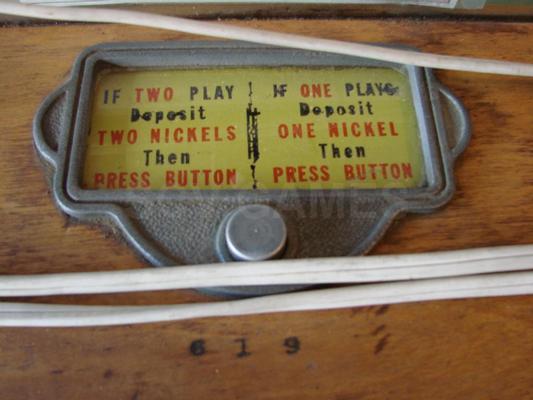 IF TWO PLAY
Deposit
TWO NICKELS
Then
PRESS BUTTON
IF ONE PLAYS
Deposit
ONE NICKEL
Then
PRESS BUTTON
GAMES
619